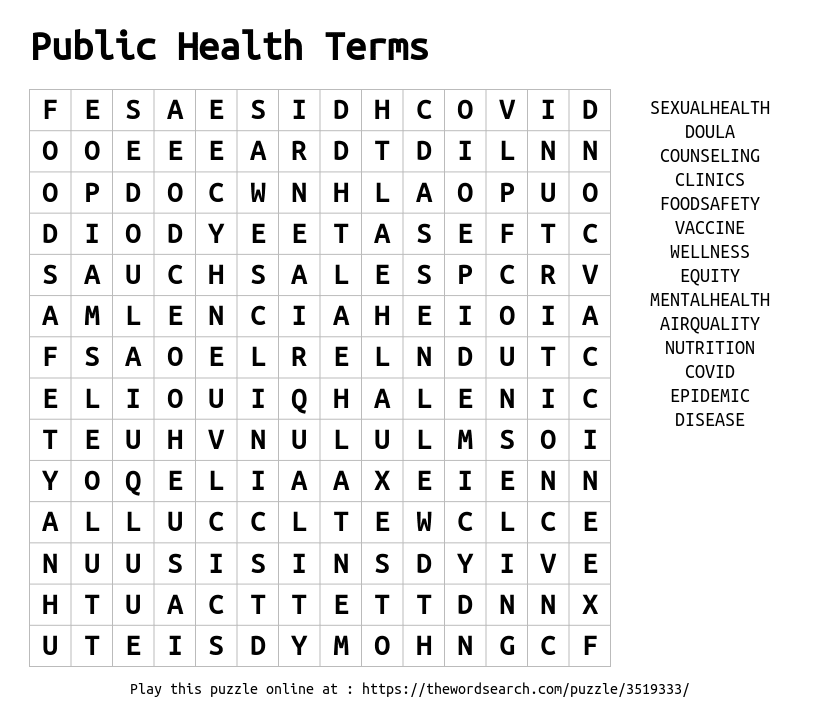 Public Health Terms
F E S A E S I D H C O V I D
O O E E E A R D T D I L N N
O P D O C W N H L A O P U O
D I O D Y E E T A S E F T C
S A U C H S A L E S P C R V
A M L E N C I A H E I O I A
F S A O E L R E L N D U T C
E L I O U I Q H A L E N I C
T E U H V N U L U L M S O I
Y O Q E L I A A X E I E N N
A L L U C C L T E W C L C E
N U U S I S I N S D Y I V E
H T U A C T T E T T D N N X
U T E I S D Y M O H N G C F
SEXUALHEALTH
DOULA
COUNSELING
CLINICS
FOODSAFETY
VACCINE
WELLNESS
EQUITY
MENTALHEALTH
AIRQUALITY
NUTRITION
COVID
EPIDEMIC
DISEASE
Play this puzzle online at : https://thewordsearch.com/puzzle/3519333/